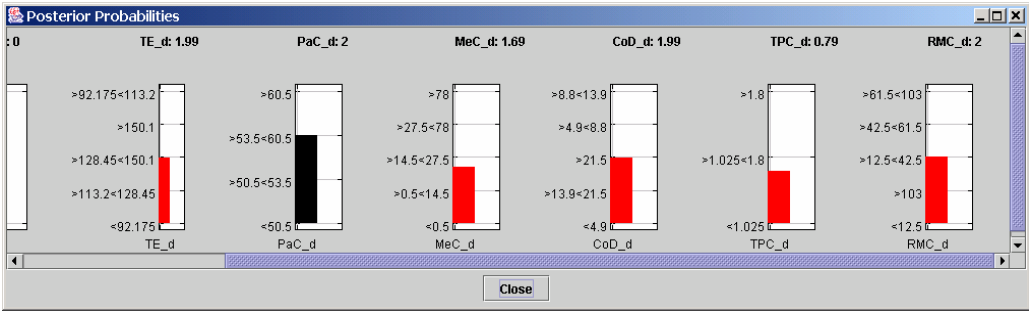 Posterior Probabilities
: 0 TE_d: 1.99 PaC_d: 2 MeC_d: 1.69 CoD_d: 1.99 TPC_d: 0.79 RMC_d: 2
>92.175<113.2 >60.5 >78 >8.8<13.9 >1.8 >61.5<103
>150.1 >53.5<60.5 >27.5<78 >4.9<8.8 >42.5<61.5
>128.45<150.1 >14.5<27.5 >21.5 >1.025<1.8 >12.5<42.5
>113.2<128.45 >50.5<53.5 >0.5<14.5 >13.9<21.5 >103
<92.175 <50.5 <0.5 <4.9 <1.025 <12.5
TE_d PaC_d MeC_d CoD_d TPC_d RMC_d
Close